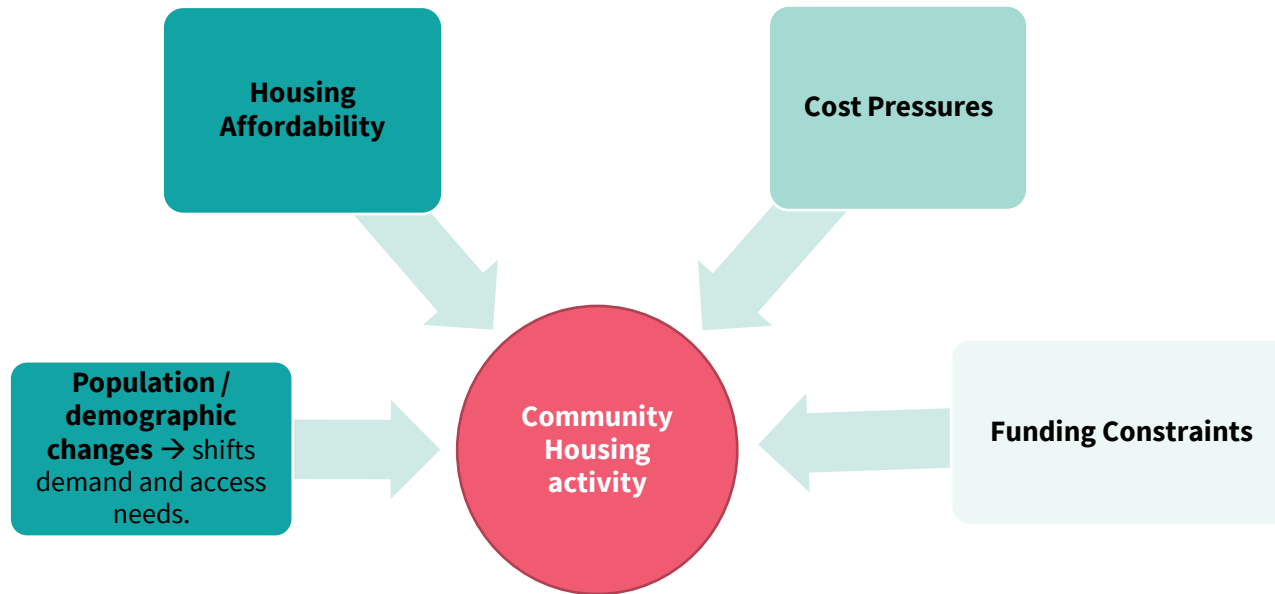 Housing
Affordability
Cost Pressures
Population /
demographic
changes → shifts
demand and access
needs.
Community
Housing
activity
Funding Constraints